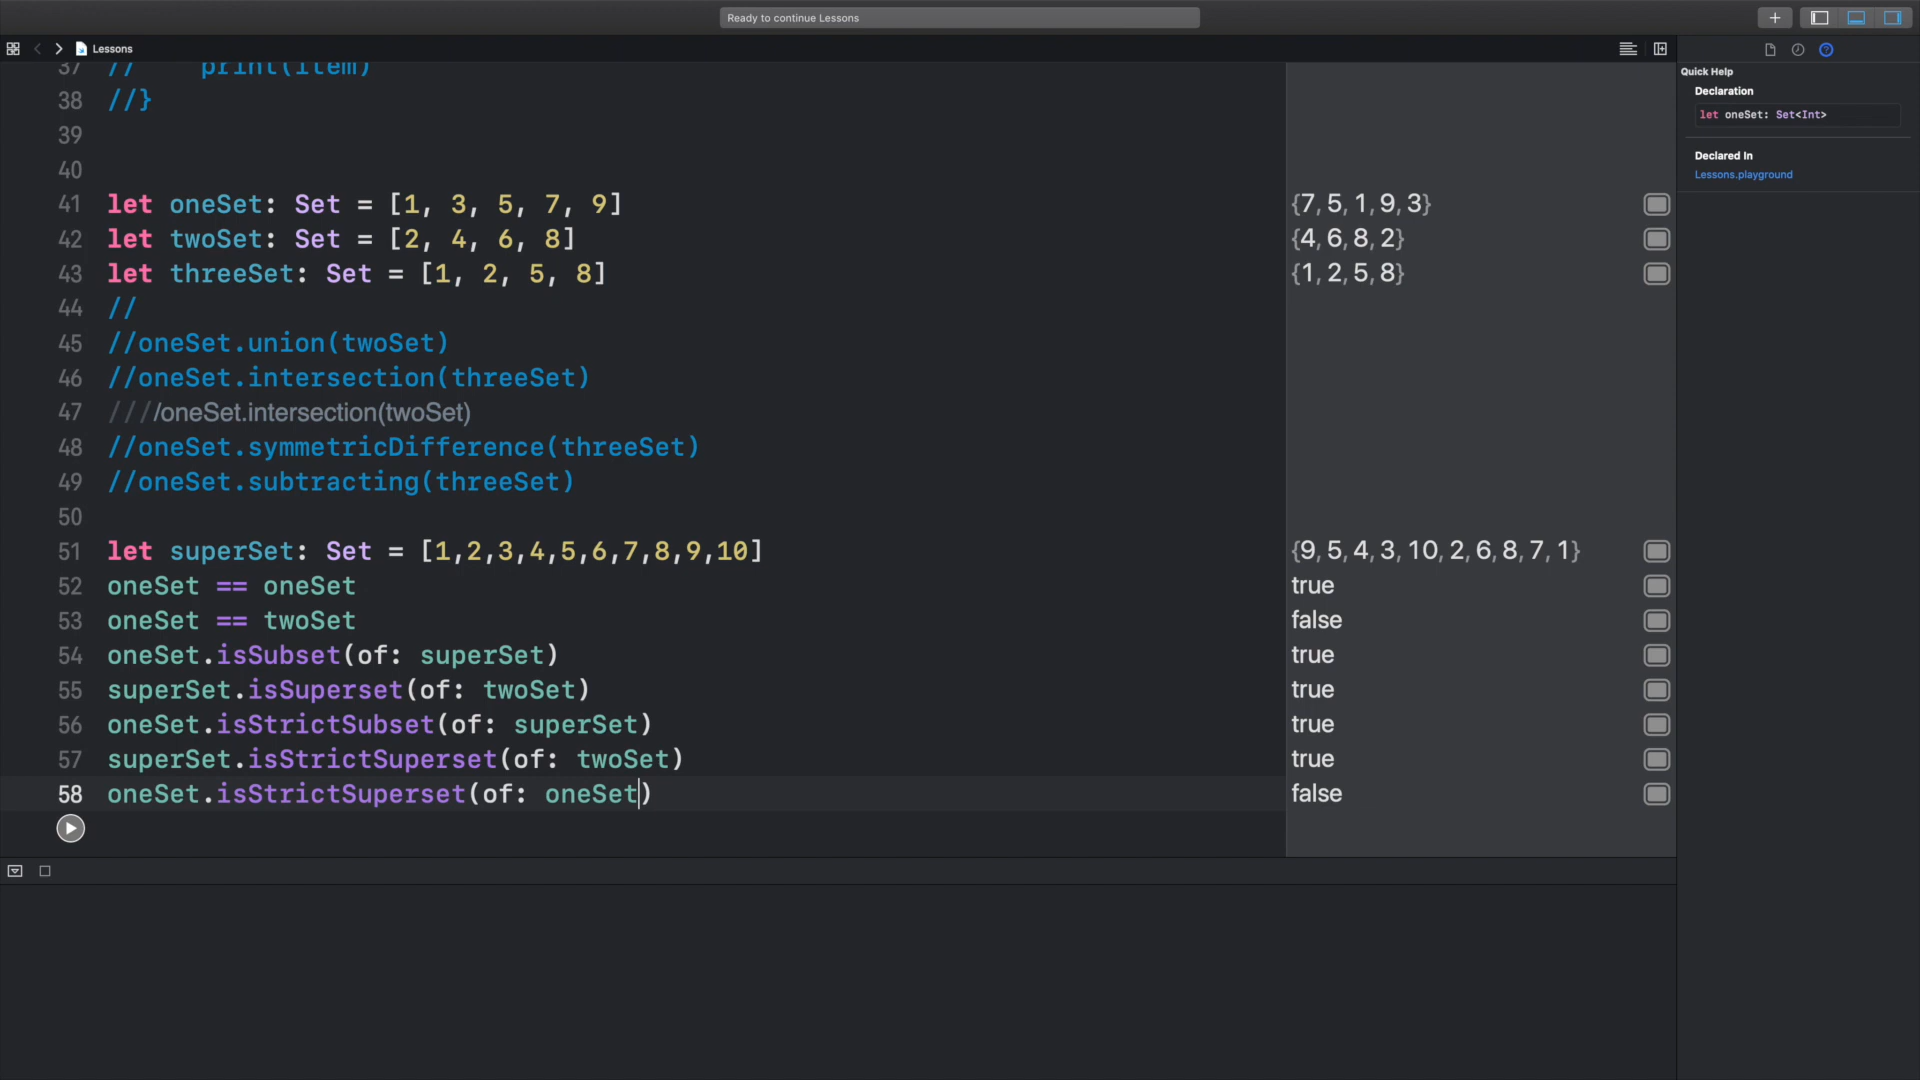 Ready to continue Lessons
Lessons
37 //    print(item)
38 //}
39
40
41 let oneSet: Set = [1, 3, 5, 7, 9]
{7, 5, 1, 9, 3}
42 let twoSet: Set = [2, 4, 6, 8]
{4, 6, 8, 2}
43 let threeSet: Set = [1, 2, 5, 8]
{1, 2, 5, 8}
44 //
45 //oneSet.union(twoSet)
46 //oneSet.intersection(threeSet)
47 ////oneSet.intersection(twoSet)
48 //oneSet.symmetricDifference(threeSet)
49 //oneSet.subtracting(threeSet)
50
51 let superSet: Set = [1,2,3,4,5,6,7,8,9,10]
{9, 5, 4, 3, 10, 2, 6, 8, 7, 1}
52 oneSet == oneSet
true
53 oneSet == twoSet
false
54 oneSet.isSubset(of: superSet)
true
55 superSet.isSuperset(of: twoSet)
true
56 oneSet.isStrictSubset(of: superSet)
true
57 superSet.isStrictSuperset(of: twoSet)
true
58 oneSet.isStrictSuperset(of: oneSet)
false
Quick Help
Declaration
let oneSet: Set<Int>
Declared In
Lessons.playground